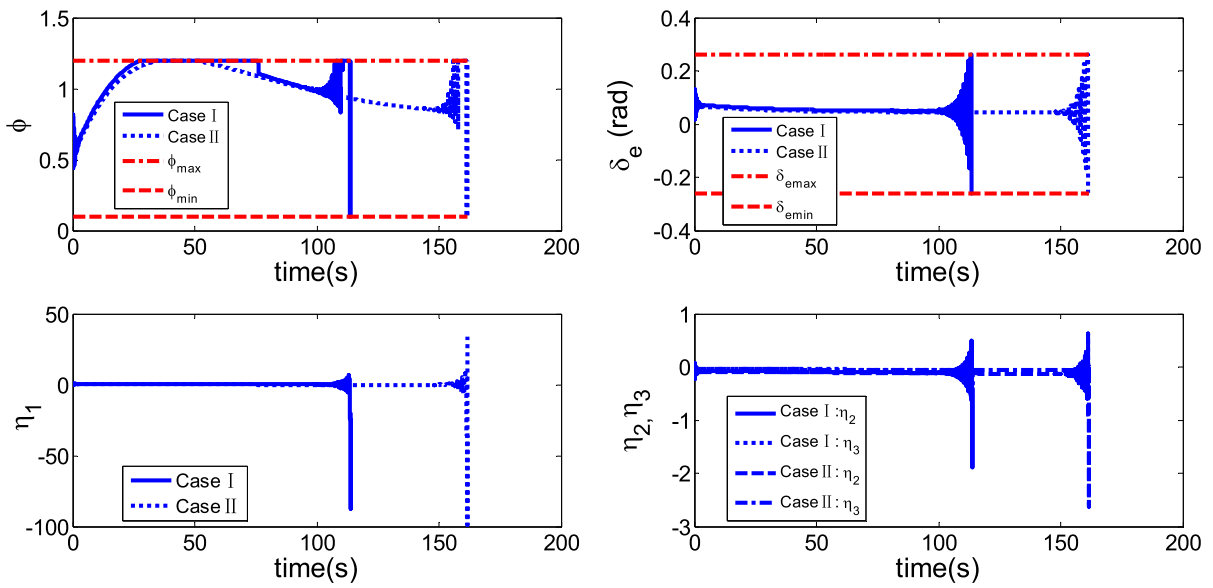 1.5
1
0.5
0
ϕ
Case Ⅰ
Case Ⅱ
ϕmax
ϕmin
0 50 100 150 200
time(s)
0.4
0.2
0
-0.2
-0.4
δe (rad)
Case Ⅰ
Case Ⅱ
δemax
δemin
0 50 100 150 200
time(s)
50
0
-50
-100
η1
Case Ⅰ
Case Ⅱ
0 50 100 150 200
time(s)
1
0
-1
-2
-3
η2,η3
Case Ⅰ :η2
Case Ⅰ : η3
Case Ⅱ: η2
Case Ⅱ: η3
0 50 100 150 200
time(s)